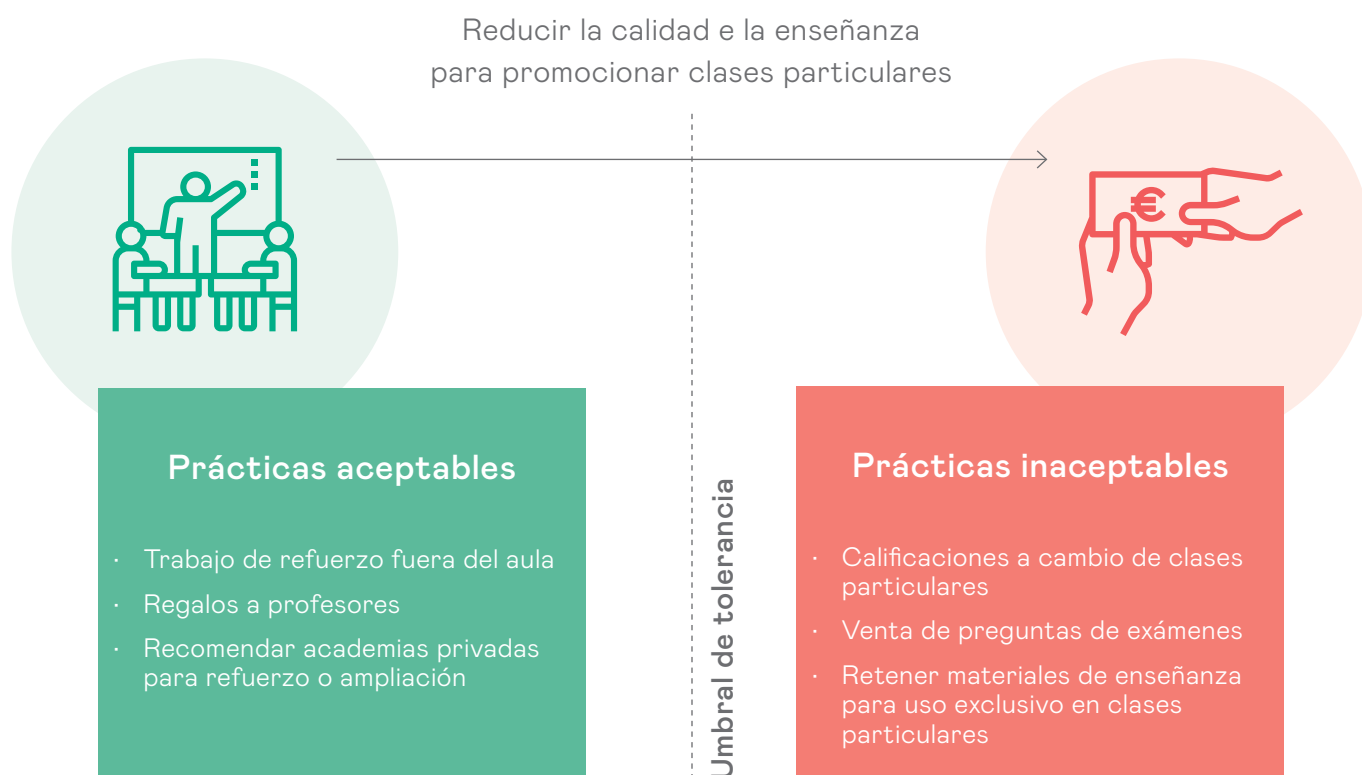 Reducir la calidad e la enseñanza
para promocionar clases particulares
€
Prácticas aceptables
· Trabajo de refuerzo fuera del aula
· Regalos a profesores
· Recomendar academias privadas
para refuerzo o ampliación
Umbral de tolerancia
Prácticas inaceptables
· Calificaciones a cambio de clases
particulares
· Venta de preguntas de exámenes
· Retener materiales de enseñanza
para uso exclusivo en clases
particulares